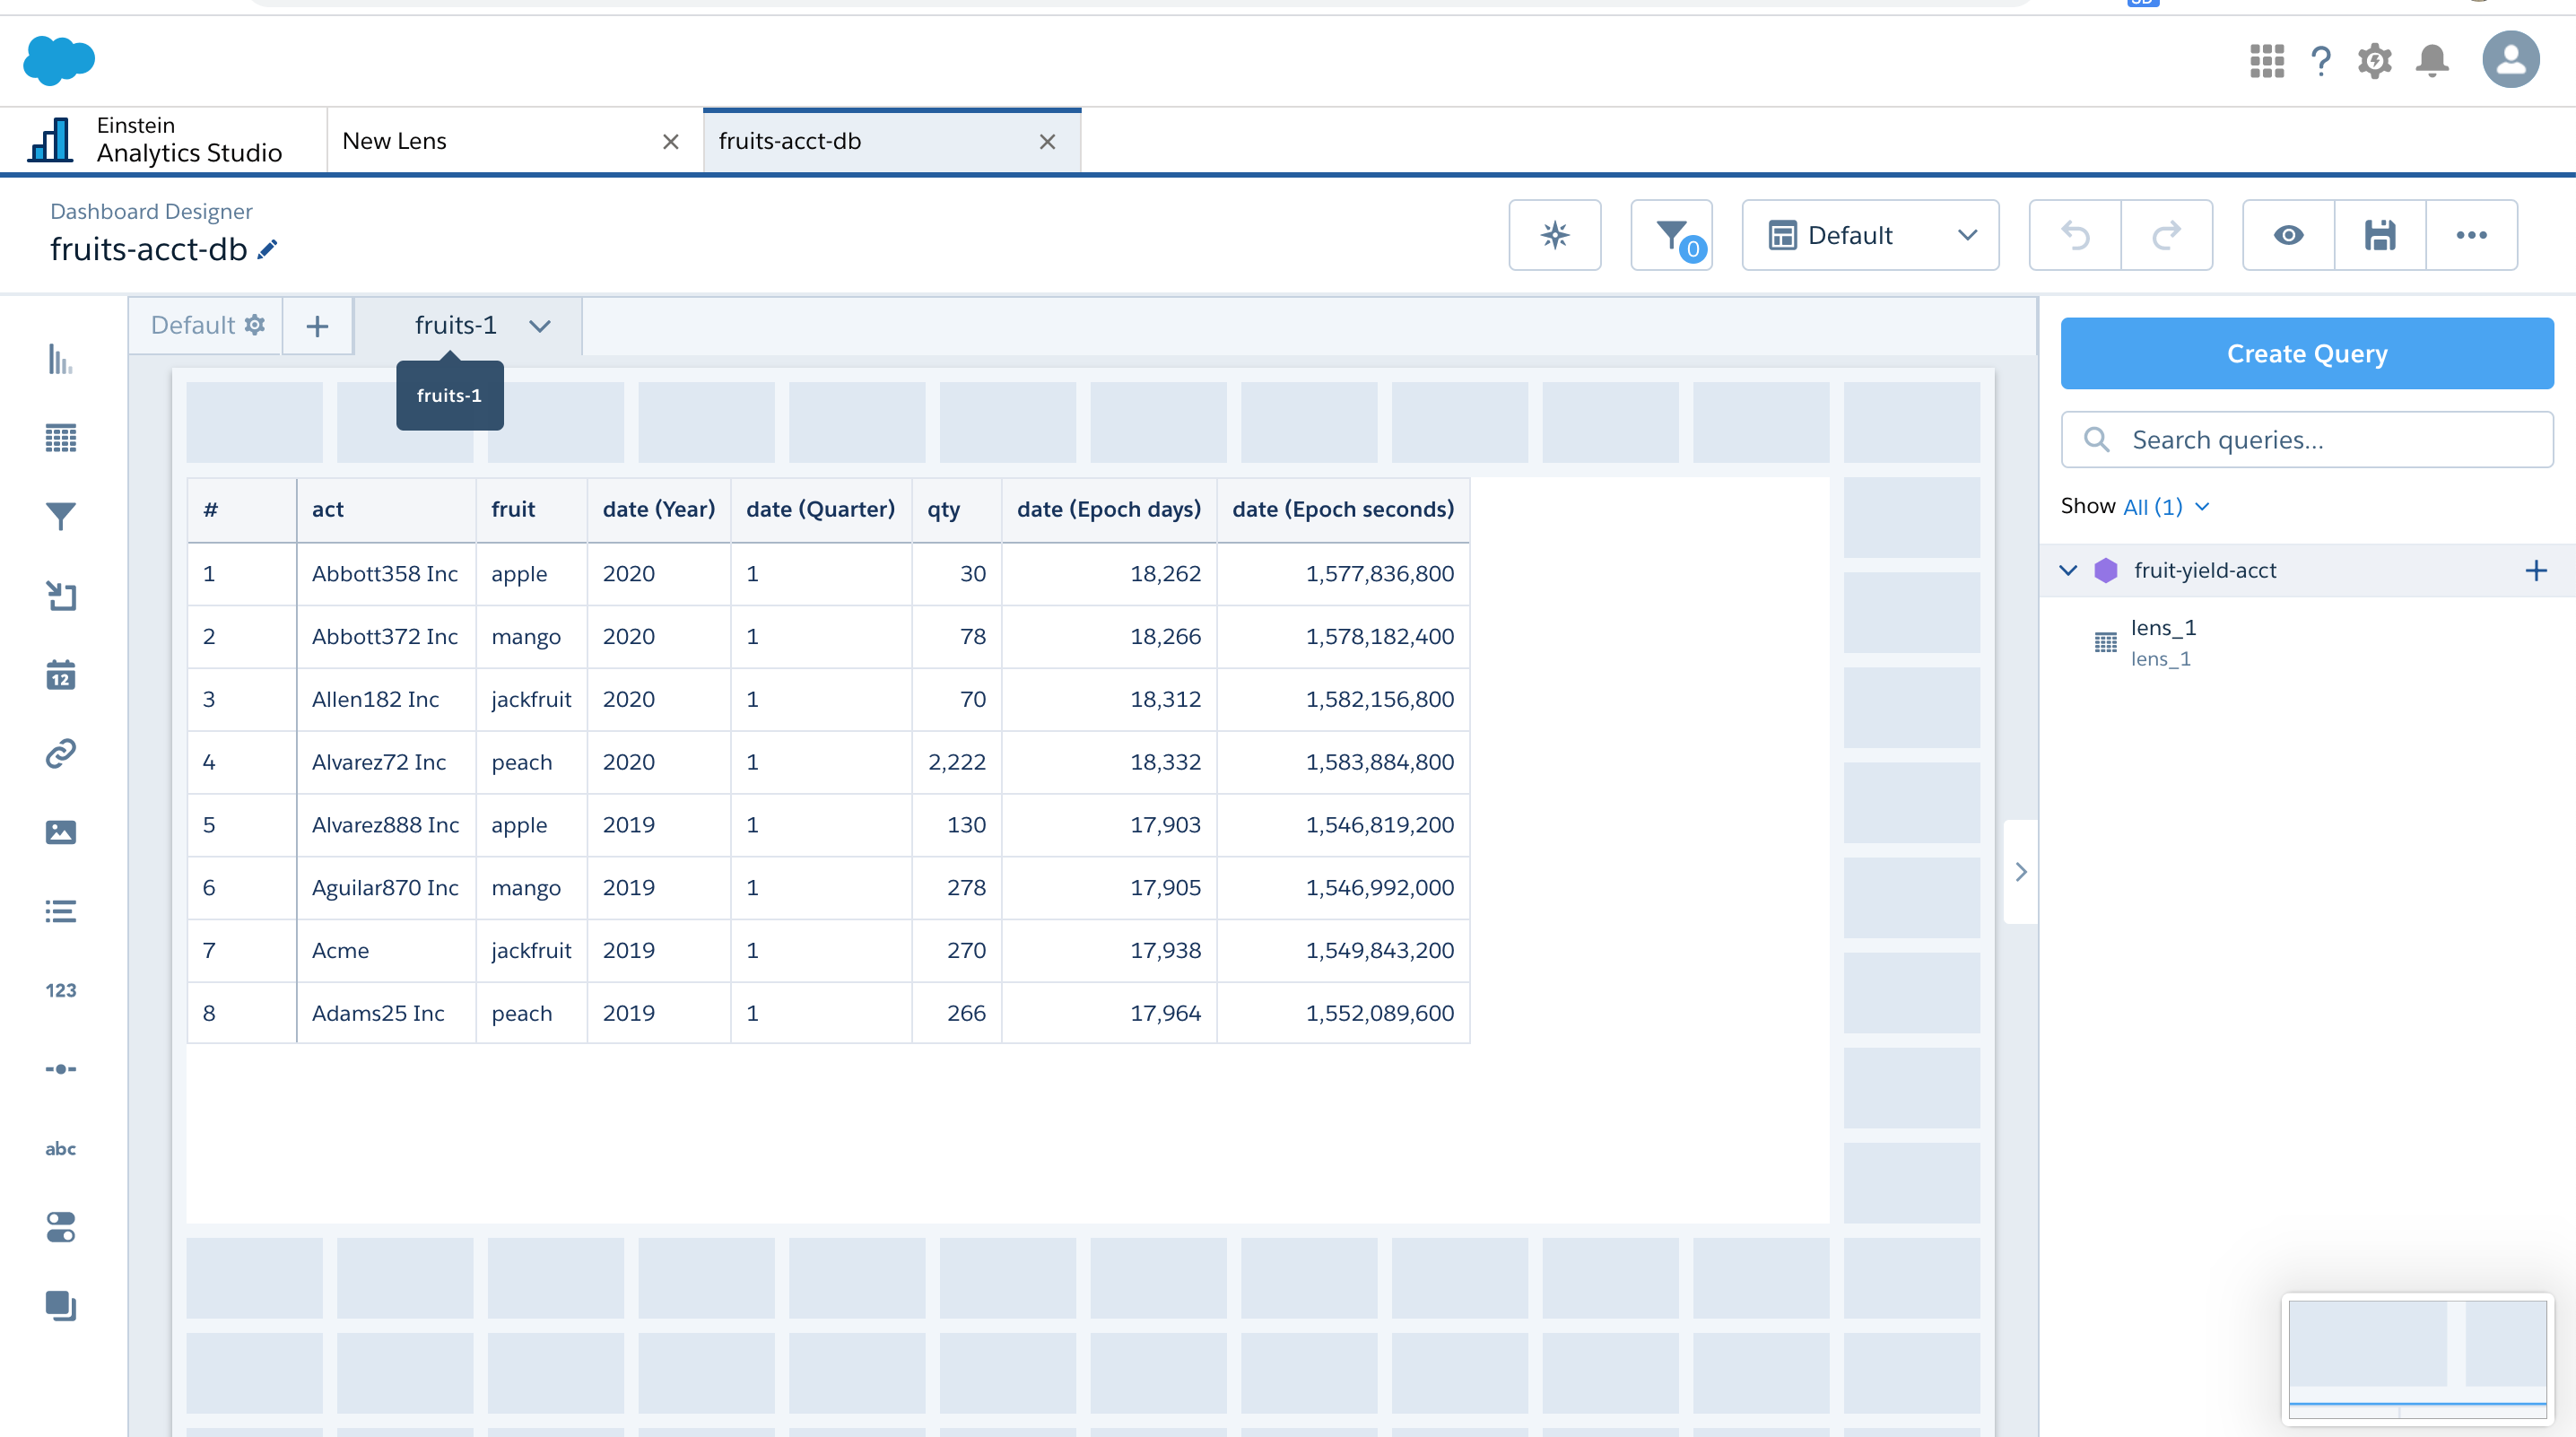 Einstein
Analytics Studio
New Lens
fruits-acct-db
Dashboard Designer
fruits-acct-db
0
Default
Default
fruits-1
fruits-1
Create Query
Search queries...
Show All (1)
fruit-yield-acct
lens_1
lens_1
# act fruit date (Year) date (Quarter) qty date (Epoch days) date (Epoch seconds)
1 Abbott358 Inc apple 2020 1 30 18,262 1,577,836,800
2 Abbott372 Inc mango 2020 1 78 18,266 1,578,182,400
3 Allen182 Inc jackfruit 2020 1 70 18,312 1,582,156,800
4 Alvarez72 Inc peach 2020 1 2,222 18,332 1,583,884,800
5 Alvarez888 Inc apple 2019 1 130 17,903 1,546,819,200
6 Aguilar870 Inc mango 2019 1 278 17,905 1,546,992,000
7 Acme jackfruit 2019 1 270 17,938 1,549,843,200
8 Adams25 Inc peach 2019 1 266 17,964 1,552,089,600
12
123
abc